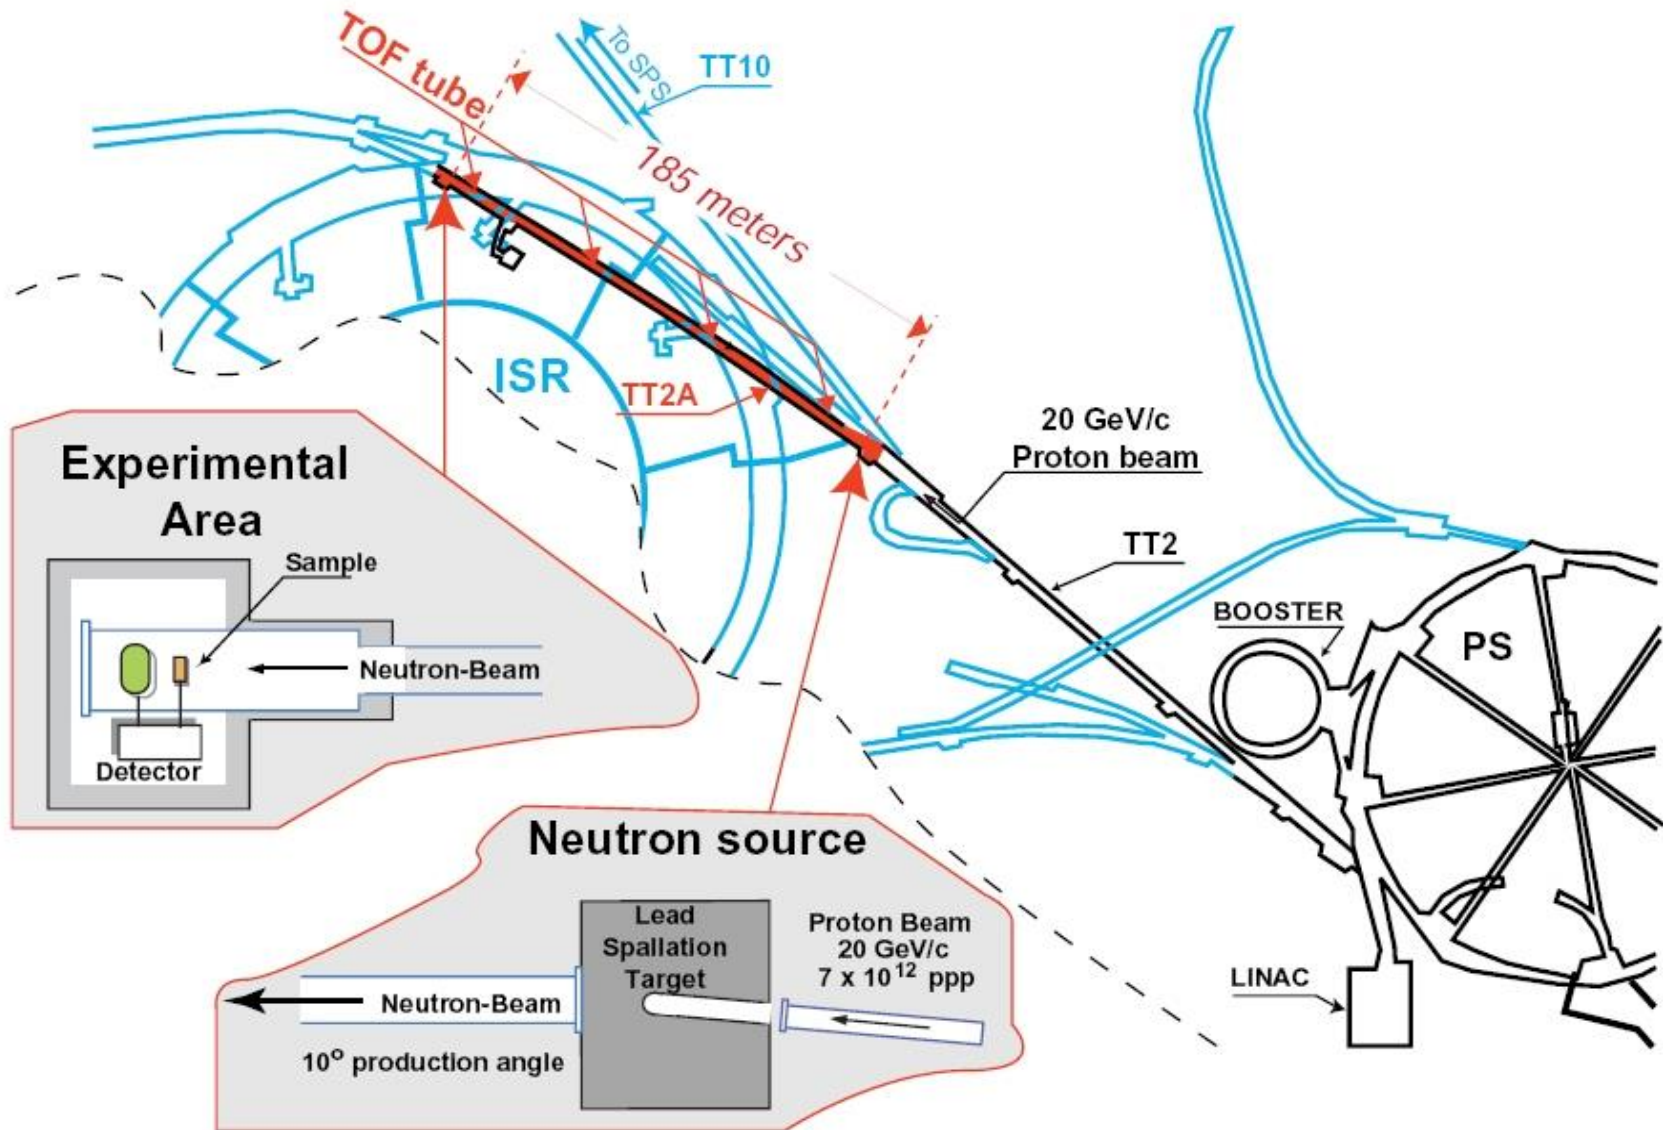 TOF tube
To SPS
TT10
185 meters
ISR
TT2A
20 GeV/c
Proton beam
TT2
BOOSTER
PS
LINAC
Experimental
Area
Sample
Neutron-Beam
Detector
Neutron source
Lead
Spallation
Target
Proton Beam
20 GeV/c
7 x 10¹² ppp
Neutron-Beam
10° production angle